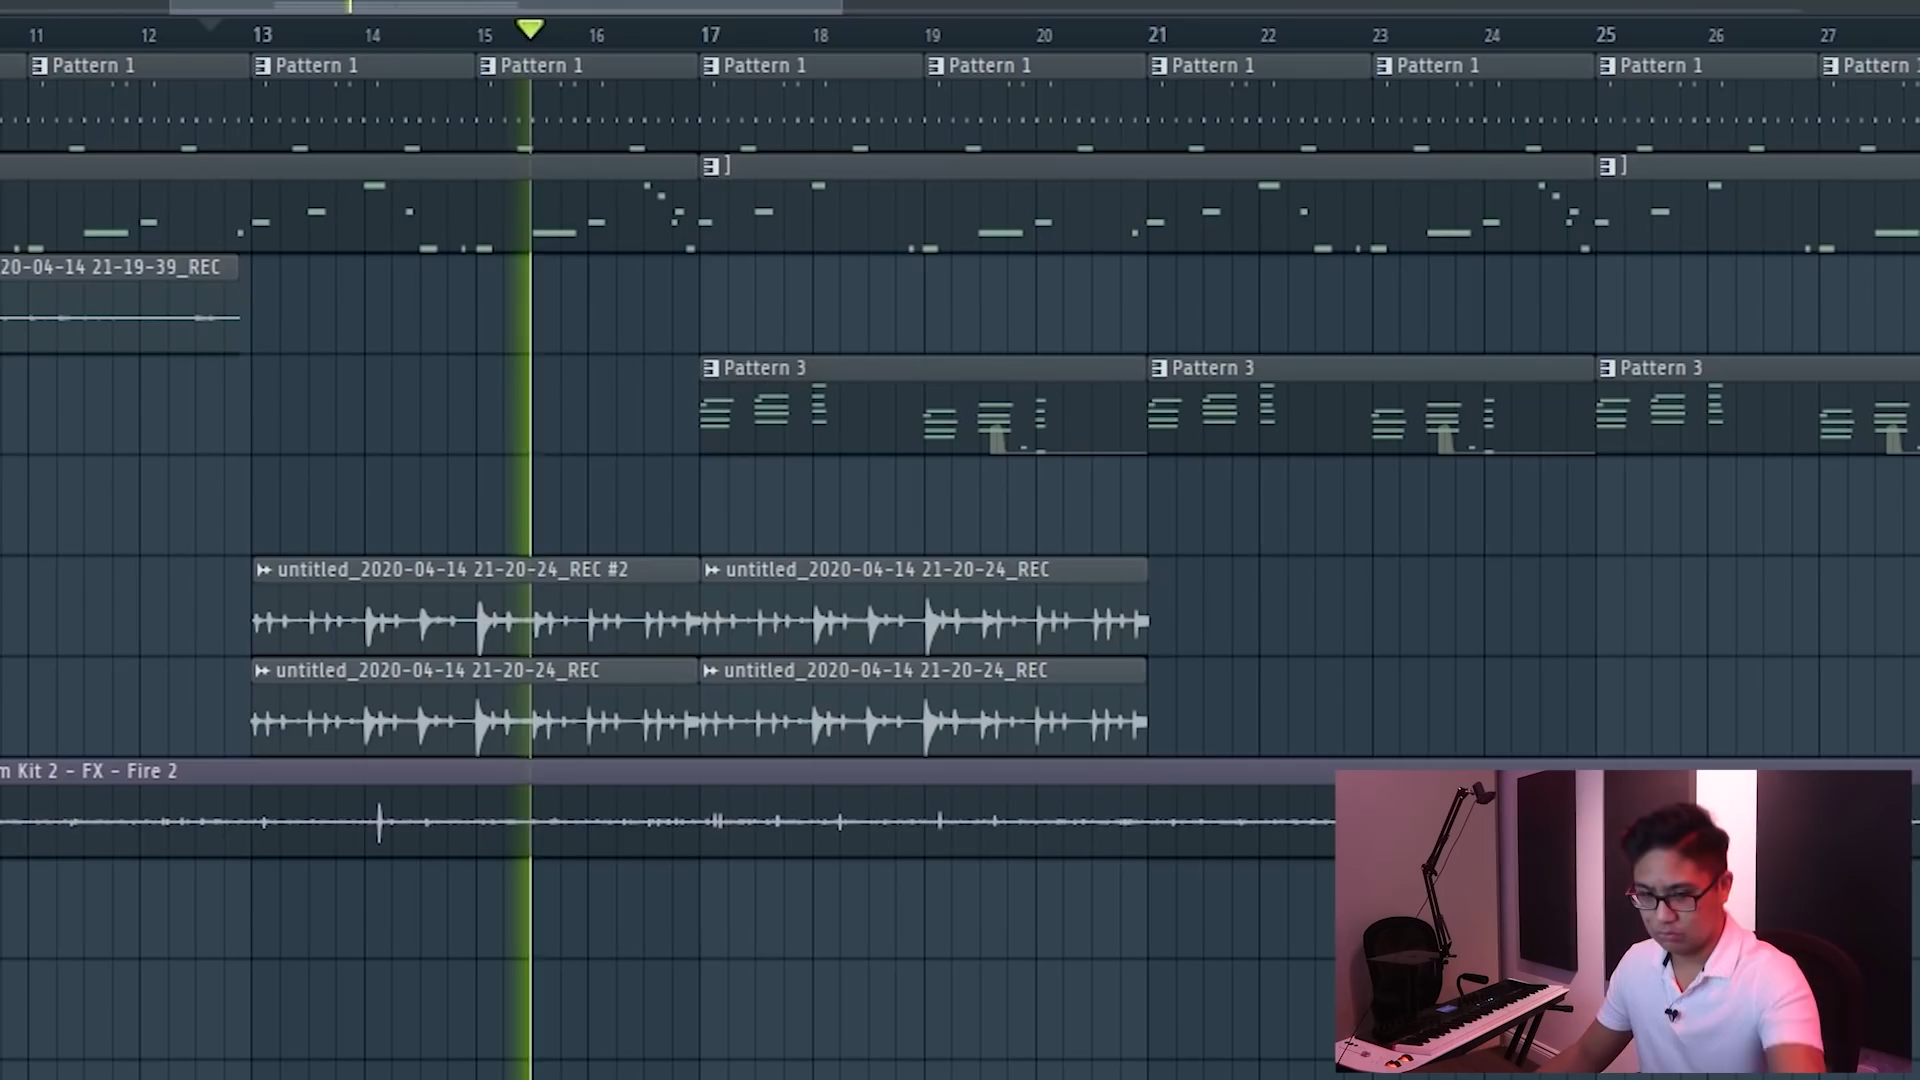 11 12 13 14 15 16 17 18 19 20 21 22 23 24 25 26 27
Pattern 1 Pattern 1 Pattern 1 Pattern 1 Pattern 1 Pattern 1 Pattern 1 Pattern 1 Pattern
] ]
20-04-14 21-19-39_REC
Pattern 3 Pattern 3 Pattern 3
untitled_2020-04-14 21-20-24_REC #2 untitled_2020-04-14 21-20-24_REC
untitled_2020-04-14 21-20-24_REC untitled_2020-04-14 21-20-24_REC
m Kit 2 - FX - Fire 2